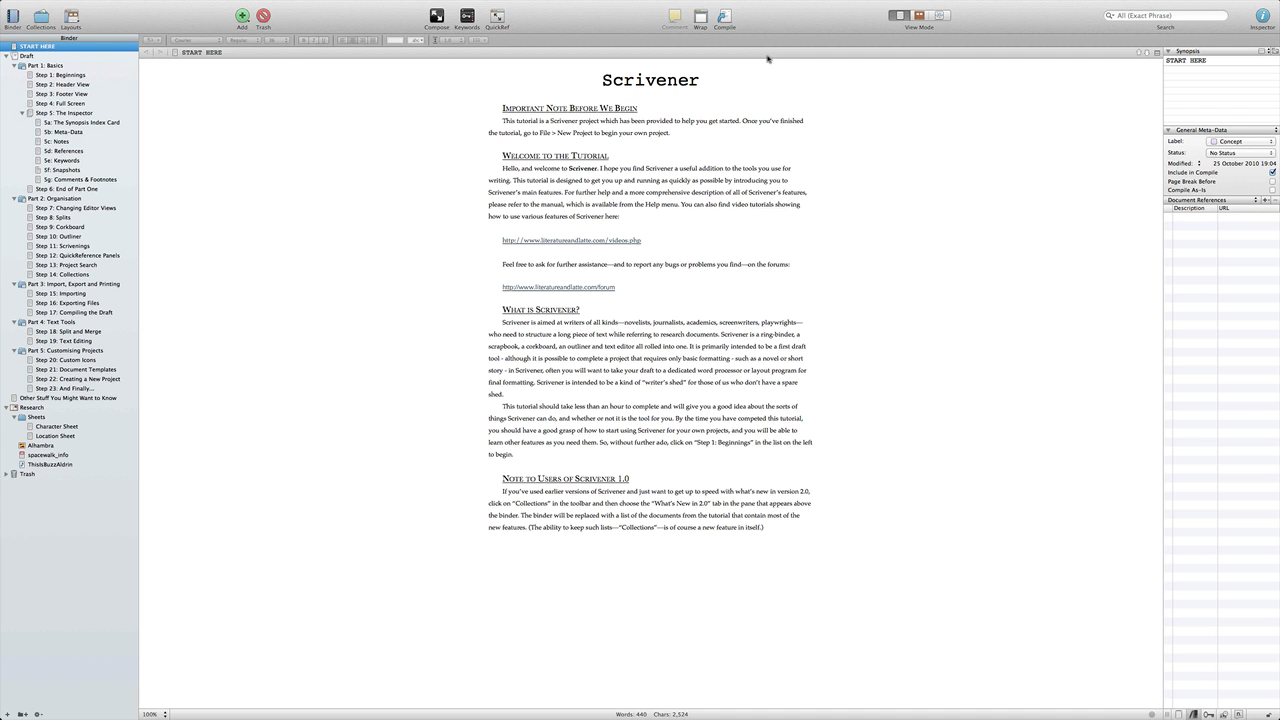 Binder
Collections
Layouts
Add
Trash
Compose
Keywords
QuickRef
Comment
Wrap
Compile
View Mode
All (Exact Phrase)
Search
Inspector
Binder
START HERE
Draft
Part 1: Basics
Step 1: Beginnings
Step 2: Header View
Step 3: Footer View
Step 4: Full Screen
Step 5: The Inspector
5a: The Synopsis Index Card
5b: Meta-Data
5c: Notes
5d: References
5e: Keywords
5f: Snapshots
5g: Comments & Footnotes
Step 6: End of Part One
Part 2: Organisation
Step 7: Changing Editor Views
Step 8: Splits
Step 9: Corkboard
Step 10: Outliner
Step 11: Scrivenings
Step 12: QuickReference Panels
Step 13: Project Search
Step 14: Collections
Part 3: Import, Export and Printing
Step 15: Importing
Step 16: Exporting Files
Step 17: Compiling the Draft
Part 4: Text Tools
Step 18: Split and Merge
Step 19: Text Editing
Part 5: Customising Projects
Step 20: Custom Icons
Step 21: Document Templates
Step 22: Creating a New Project
Step 23: And Finally...
Other Stuff You Might Want to Know
Research
Sheets
Character Sheet
Location Sheet
Alhambra
spacewalk_info
ThisIsBuzzAldrin
Trash
Courier
Regular
START HERE
Scrivener
Important Note Before We Begin
This tutorial is a Scrivener project which has been provided to help you get started. Once you've finished
the tutorial, go to File > New Project to begin your own project.
Welcome to the Tutorial
Hello, and welcome to Scrivener. I hope you find Scrivener a useful addition to the tools you use for
writing. This tutorial is designed to get you up and running as quickly as possible by introducing you to
Scrivener's main features. For further help and a more comprehensive description of all of Scrivener's features,
please refer to the manual, which is available from the Help menu. You can also find video tutorials showing
how to use various features of Scrivener here:
http://www.literatureandlatte.com/videos.php
Feel free to ask for further assistance—and to report any bugs or problems you find—on the forums:
http://www.literatureandlatte.com/forum
What is Scrivener?
Scrivener is aimed at writers of all kinds—novelists, journalists, academics, screenwriters, playwrights—
who need to structure a long piece of text while referring to research documents. Scrivener is a ring-binder, a
scrapbook, a corkboard, an outliner and text editor all rolled into one. It is primarily intended to be a first draft
tool - although it is possible to complete a project that requires only basic formatting - such as a novel or short
story - in Scrivener, often you will want to take your draft to a dedicated word processor or layout program for
final formatting. Scrivener is intended to be a kind of "writer's shed" for those of us who don't have a spare
shed.
This tutorial should take less than an hour to complete and will give you a good idea about the sorts of
things Scrivener can do, and whether or not it is the tool for you. By the time you have competed this tutorial,
you should have a good grasp of how to start using Scrivener for your own projects, and you will be able to
learn other features as you need them. So, without further ado, click on "Step 1: Beginnings" in the list on the left
to begin.
Note to Users of Scrivener 1.0
If you've used earlier versions of Scrivener and just want to get up to speed with what's new in version 2.0,
click on "Collections" in the toolbar and then choose the "What's New in 2.0" tab in the pane that appears above
the binder. The binder will be replaced with a list of the documents from the tutorial that contain most of the
new features. (The ability to keep such lists—"Collections"—is of course a new feature in itself.)
100%
Words: 440 Chars: 2,524
Synopsis
START HERE
General Meta-Data
Label: Concept
Status: No Status
Modified: 25 October 2010 19:04
Include in Compile
Page Break Before
Compile As-Is
Document References
Description URL